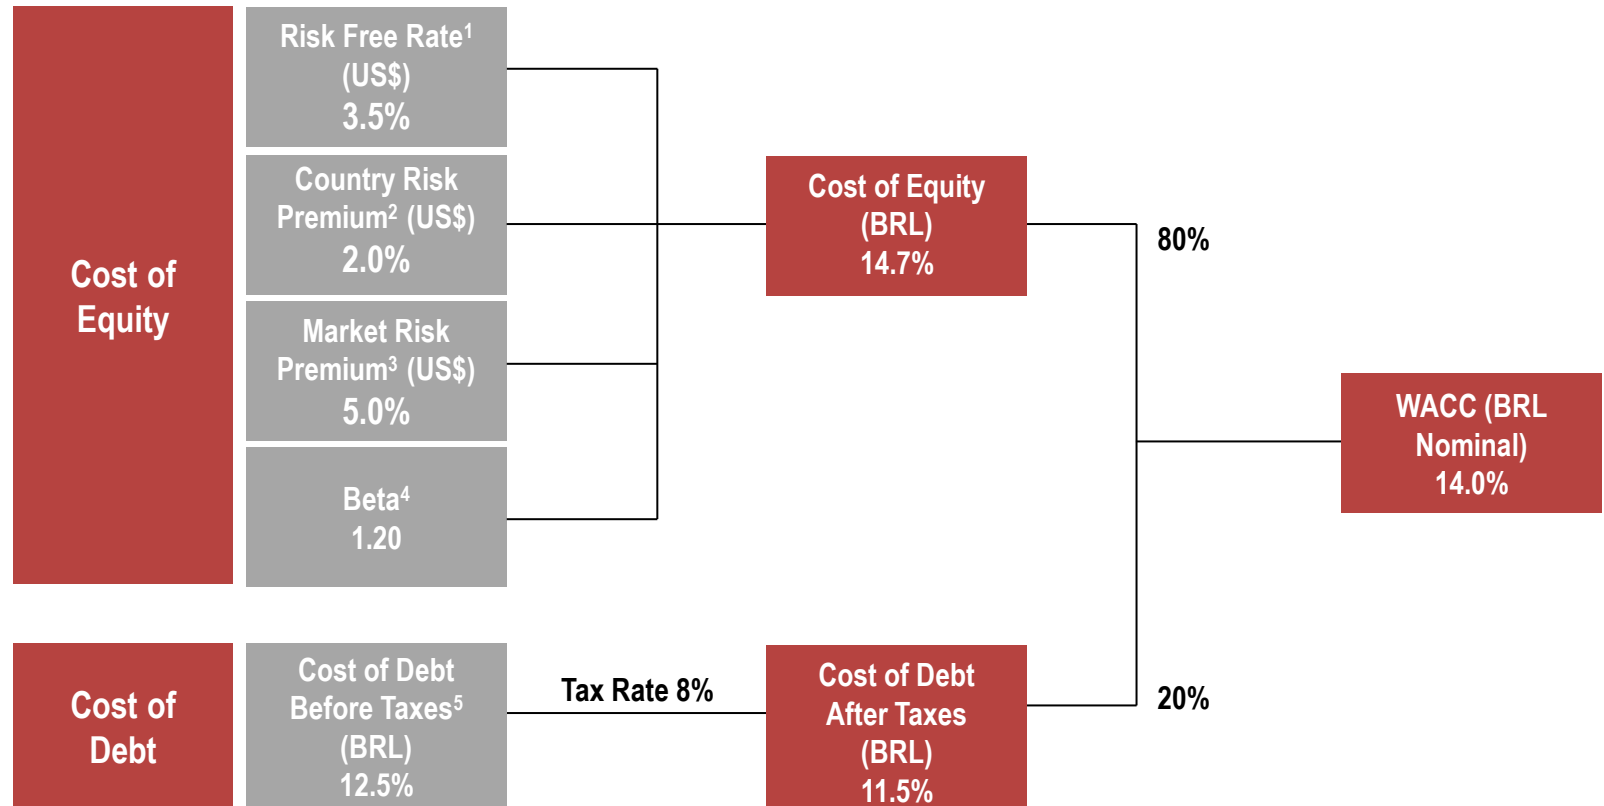 Cost of
Equity
Risk Free Rate¹
(US$)
3.5%
Country Risk
Premium² (US$)
2.0%
Market Risk
Premium³ (US$)
5.0%
Beta⁴
1.20
Cost of Equity
(BRL)
14.7%
80%
WACC (BRL
Nominal)
14.0%
Cost of
Debt
Cost of Debt
Before Taxes⁵
(BRL)
12.5%
Tax Rate 8%
Cost of Debt
After Taxes
(BRL)
11.5%
20%